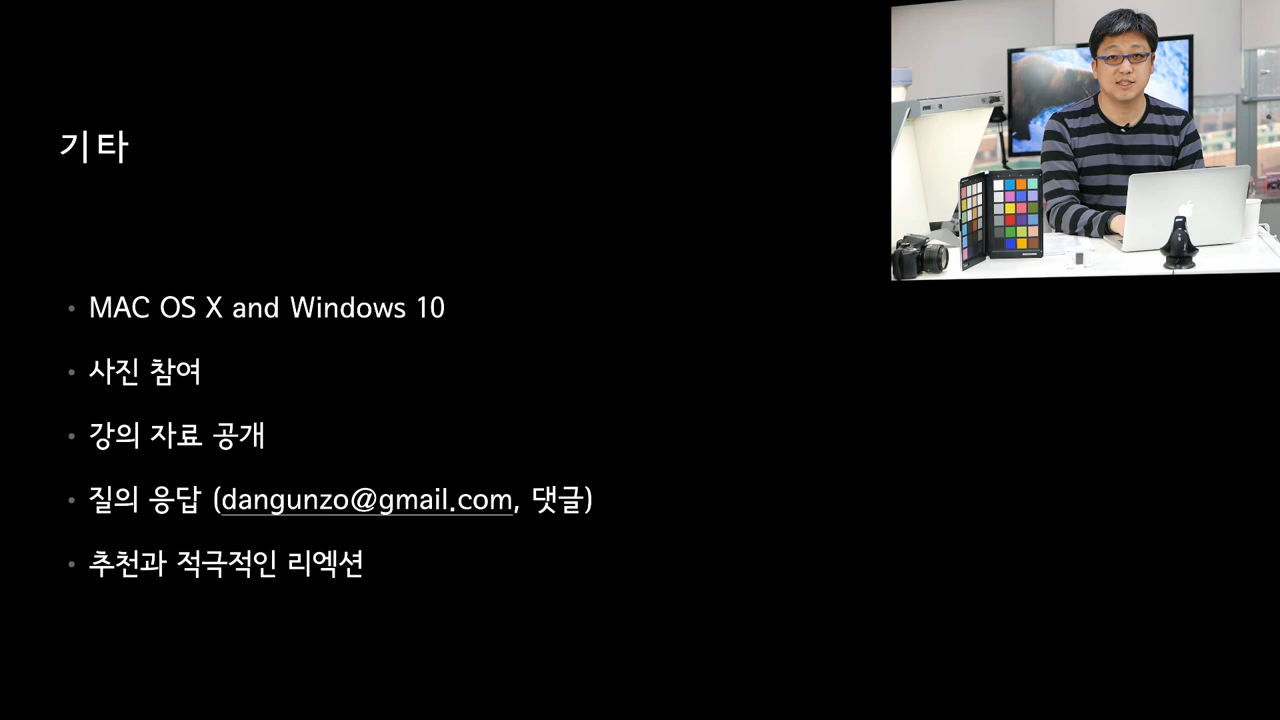 기타
• MAC OS X and Windows 10
• 사진 참여
• 강의 자료 공개
• 질의 응답 (dangunzo@gmail.com, 댓글)
• 추천과 적극적인 리엑션